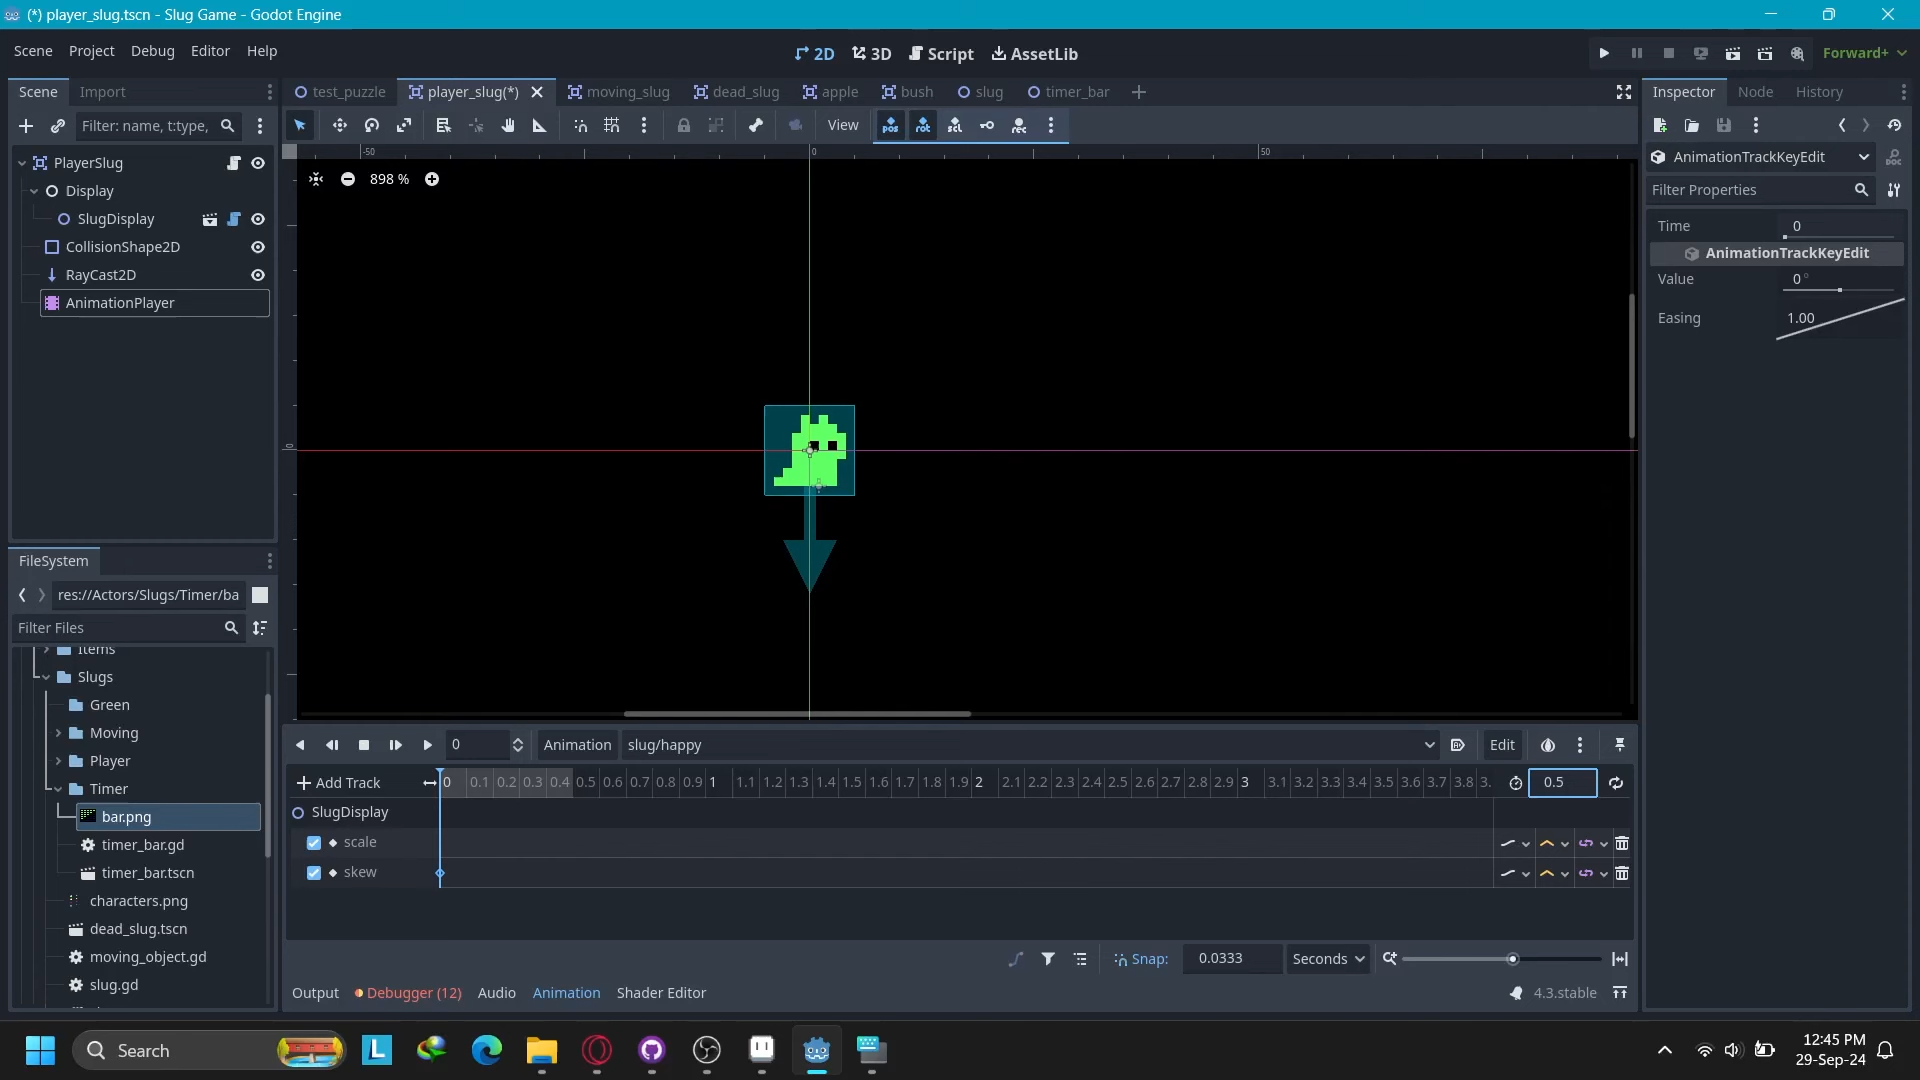 (*) player_slug.tscn - Slug Game - Godot Engine
Scene Project Debug Editor Help
2D 3D Script AssetLib
Forward+
Scene Import
test_puzzle player_slug(*) moving_slug dead_slug apple bush slug timer_bar
Inspector Node History
Filter: name, t:type,
View pos rot scl rec
AnimationTrackKeyEdit DOC
PlayerSlug
Display
SlugDisplay
CollisionShape2D
RayCast2D
AnimationPlayer
-50 0 50
0
898 %
Filter Properties
Time 0
AnimationTrackKeyEdit
Value 0 °
Easing 1.00
FileSystem
res://Actors/Slugs/Timer/ba
Filter Files
Items
Slugs
Green
Moving
Player
Timer
bar.png
timer_bar.gd
timer_bar.tscn
characters.png
dead_slug.tscn
moving_object.gd
slug.gd
0 Animation slug/happy Edit
Add Track 0 0.1 0.2 0.3 0.4 0.5 0.6 0.7 0.8 0.9 1 1.1 1.2 1.3 1.4 1.5 1.6 1.7 1.8 1.9 2 2.1 2.2 2.3 2.4 2.5 2.6 2.7 2.8 2.9 3 3.1 3.2 3.3 3.4 3.5 3.6 3.7 3.8 3. 0.5
SlugDisplay
scale
skew
Snap: 0.0333 Seconds
Output Debugger (12) Audio Animation Shader Editor 4.3.stable
Search
L
12:45 PM
29-Sep-24